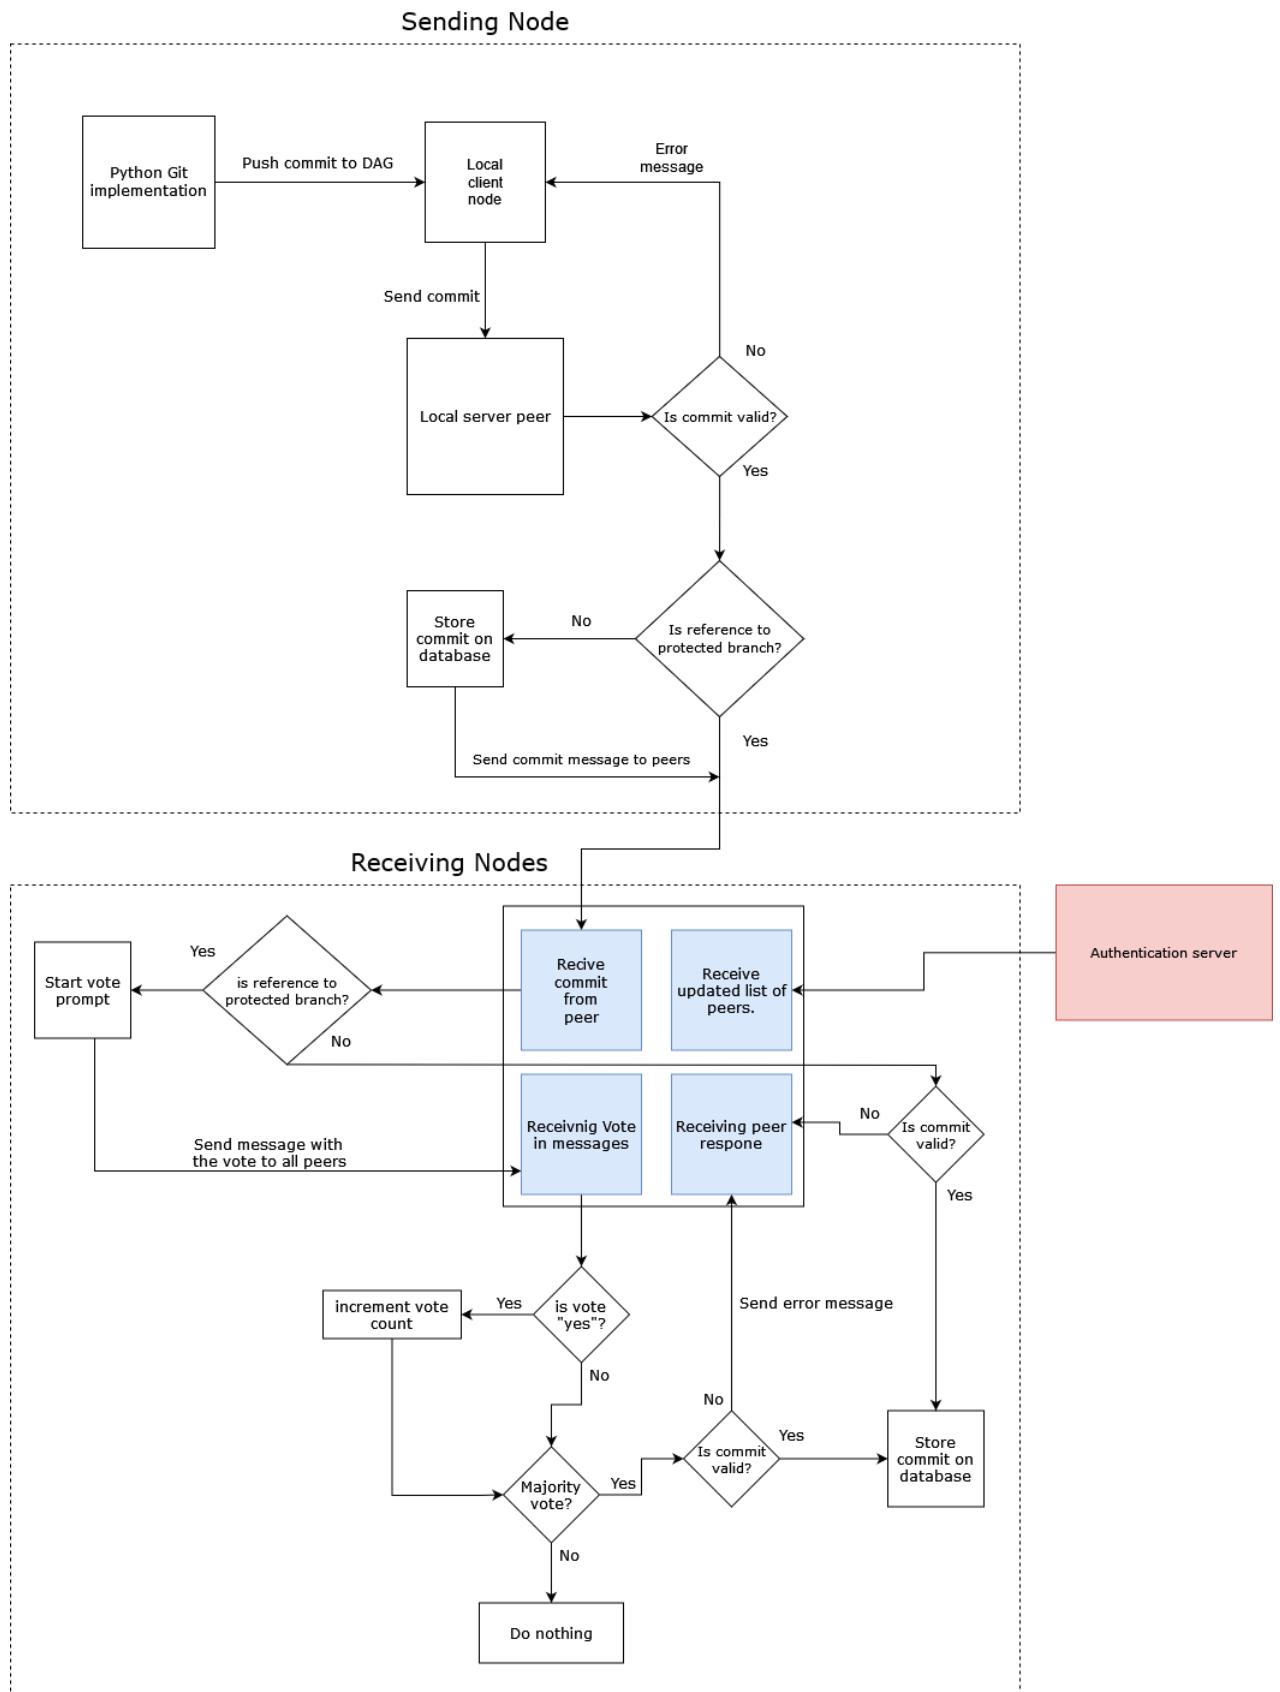 Sending Node
Python Git
implementation
Push commit to DAG
Local
client
node
Error
message
Send commit
Local server peer
No
Is commit valid?
Yes
Store
commit on
database
No
Is reference to
protected branch?
Yes
Send commit message to peers
Receiving Nodes
Start vote
prompt
Yes
is reference to
protected branch?
No
Recive
commit
from
peer
Receive
updated list of
peers.
Authentication server
Send message with
the vote to all peers
Receivnig Vote
in messages
Receiving peer
respone
No
Is commit
valid?
Yes
increment vote
count
Yes
is vote
"yes"?
No
Send error message
Majority
vote?
Yes
No
Is commit
valid?
Yes
Store
commit on
database
No
Do nothing